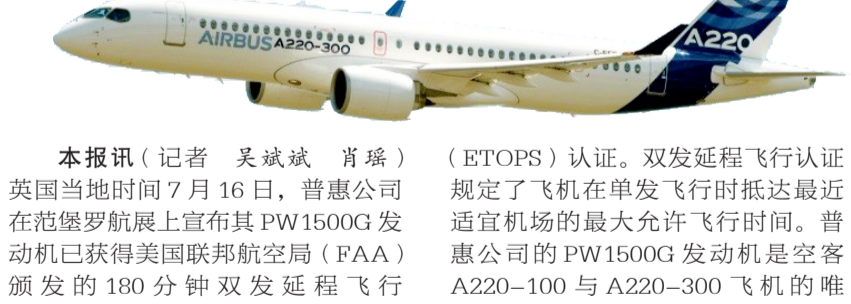 AIRBUS A220-300
A220
本报讯（记者 吴斌斌 肖瑶）
英国当地时间7月16日，普惠公司
在范堡罗航展上宣布其PW1500G发
动机已获得美国联邦航空局（FAA）
颁发的180分钟双发延程飞行
（ETOPS）认证。双发延程飞行认证
规定了飞机在单发飞行时抵达最近
适宜机场的最大允许飞行时间。普
惠公司的PW1500G发动机是空客
A220–100与A220–300飞机的唯